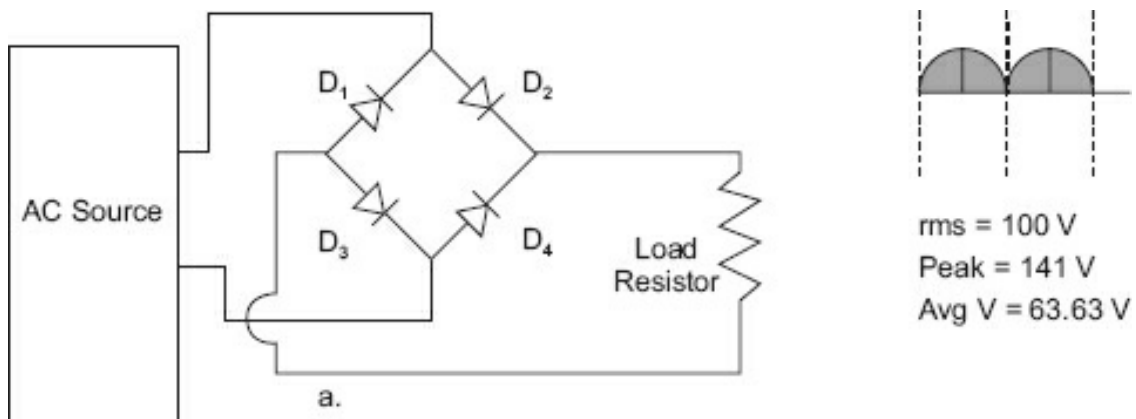 D₁
D₂
AC Source
D₃
D₄
Load
Resistor
a.
rms = 100 V
Peak = 141 V
Avg V = 63.63 V